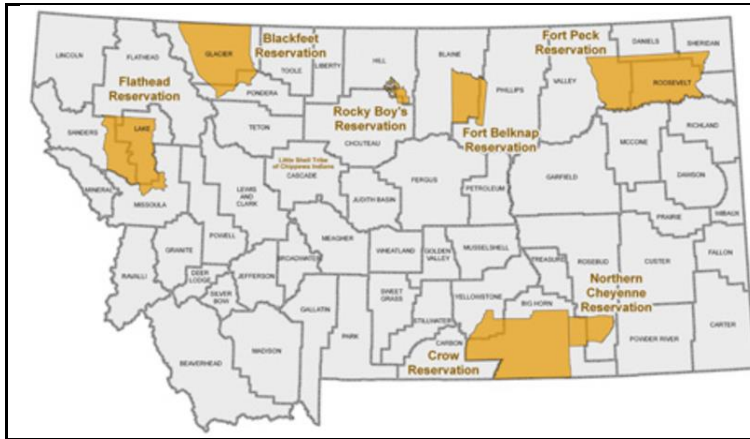 Blackfeet
Reservation
Fort Peck
Reservation
LINCOLN
FLATHEAD
GLACIER
TOOLE
LIBERTY
HILL
BLAINE
PHILLIPS
VALLEY
DANIELS
SHERIDAN
ROOSEVELT
Flathead
Reservation
PONDERA
Rocky Boy's
Reservation
Fort Belknap
Reservation
SANDERS
LAKE
TETON
CHOUTEAU
RICHLAND
MCCONE
Little Shell Tribe
of Chippewa Indians
CASCADE
MINERAL
MISSOULA
LEWIS
AND
CLARK
JUDITH BASIN
FERGUS
PETROLEUM
GARFIELD
DAWSON
PRAIRIE
WIBAUX
POWELL
GRANITE
RAVALLI
DEER
LODGE
SILVER
BOW
JEFFERSON
BROADWATER
MEAGHER
WHEATLAND
GOLDEN
VALLEY
MUSSELSHELL
TREASURE
ROSEBUD
CUSTER
FALLON
Northern
Cheyenne
Reservation
BEAVERHEAD
MADISON
GALLATIN
PARK
SWEET
GRASS
STILLWATER
YELLOWSTONE
BIG HORN
CARBON
POWDER RIVER
CARTER
Crow
Reservation